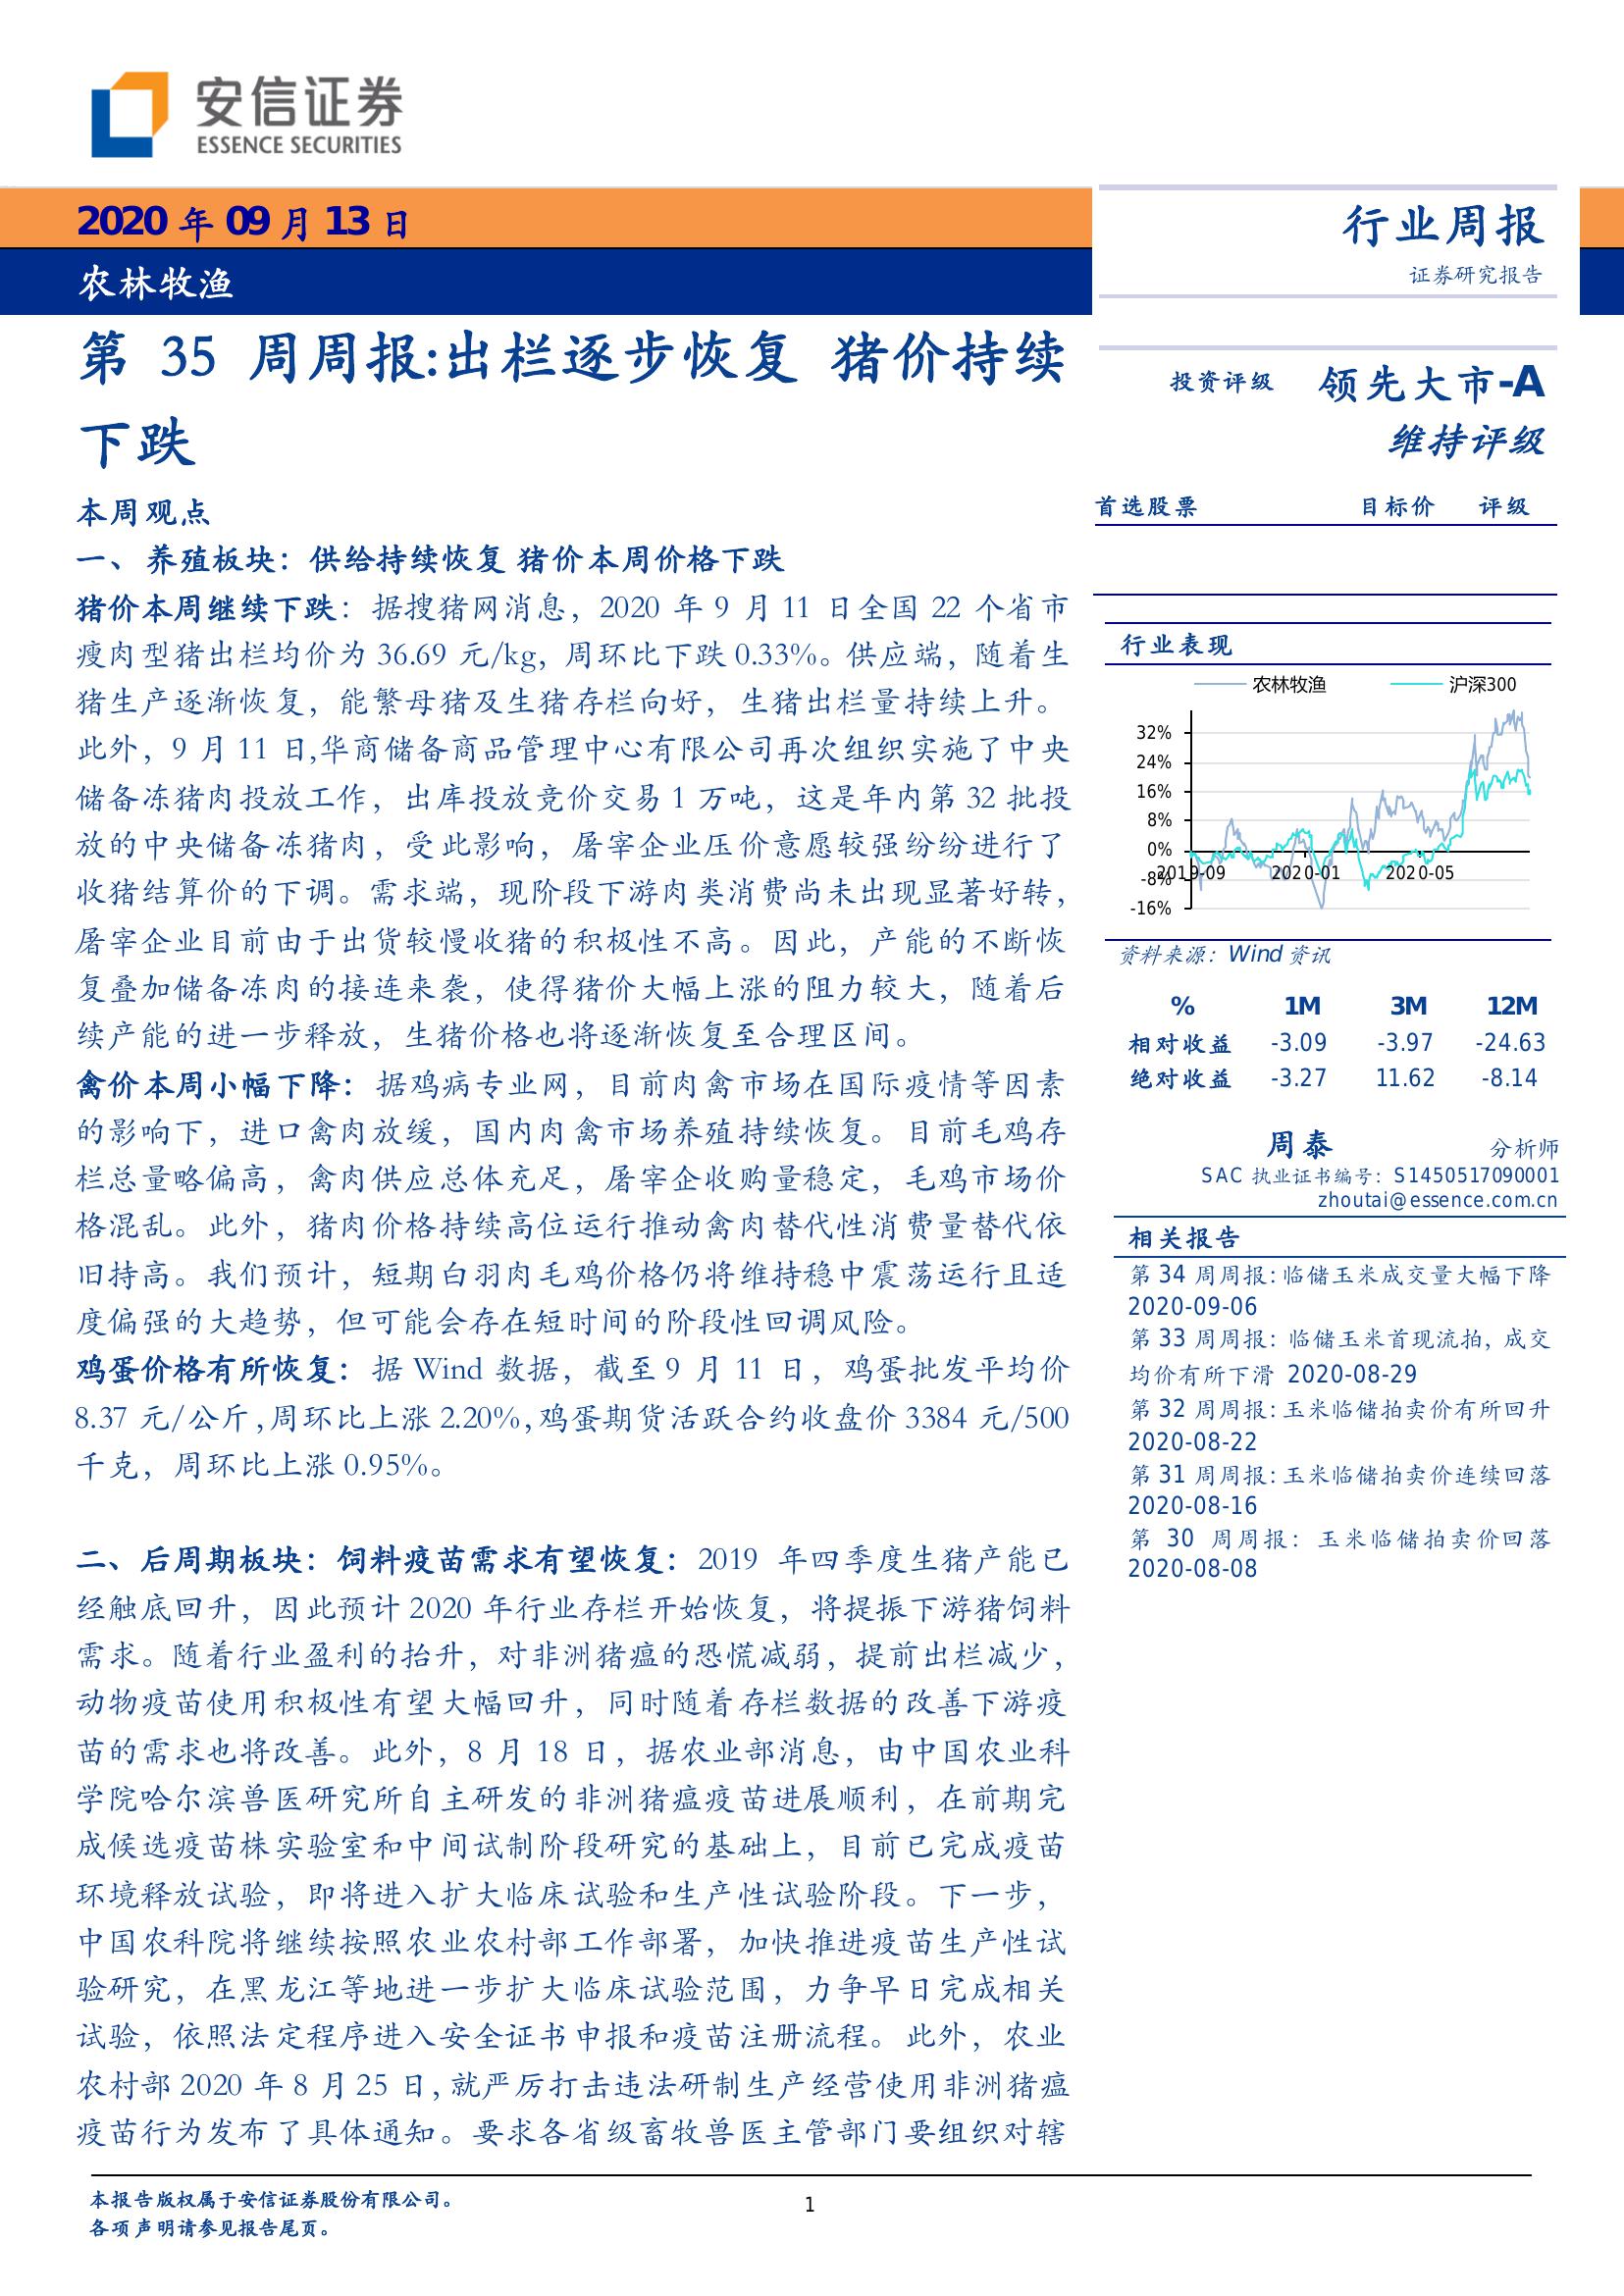 安信证券
ESSENCE SECURITIES
2020 年 09 月 13 日
农林牧渔
行业周报
证券研究报告
第 35 周周报:出栏逐步恢复 猪价持续
下跌
本周观点
一、 养殖板块：供给持续恢复 猪价本周价格下跌
猪价本周继续下跌：据搜猪网消息，2020 年 9 月 11 日全国 22 个省市
瘦肉型猪出栏均价为 36.69 元/kg，周环比下跌 0.33%。供应端，随着生
猪生产逐渐恢复，能繁母猪及生猪存栏向好，生猪出栏量持续上升。
此外，9 月 11 日,华商储备商品管理中心有限公司再次组织实施了中央
储备冻猪肉投放工作，出库投放竞价交易 1 万吨，这是年内第 32 批投
放的中央储备冻猪肉，受此影响，屠宰企业压价意愿较强纷纷进行了
收猪结算价的下调。需求端，现阶段下游肉类消费尚未出现显著好转，
屠宰企业目前由于出货较慢收猪的积极性不高。因此，产能的不断恢
复叠加储备冻肉的接连来袭，使得猪价大幅上涨的阻力较大，随着后
续产能的进一步释放，生猪价格也将逐渐恢复至合理区间。
禽价本周小幅下降：据鸡病专业网，目前肉禽市场在国际疫情等因素
的影响下，进口禽肉放缓，国内肉禽市场养殖持续恢复。目前毛鸡存
栏总量略偏高，禽肉供应总体充足，屠宰企收购量稳定，毛鸡市场价
格混乱。此外，猪肉价格持续高位运行推动禽肉替代性消费量替代依
旧持高。我们预计，短期白羽肉毛鸡价格仍将维持稳中震荡运行且适
度偏强的大趋势，但可能会存在短时间的阶段性回调风险。
鸡蛋价格有所恢复：据 Wind 数据，截至 9 月 11 日，鸡蛋批发平均价
8.37 元/公斤,周环比上涨 2.20%,鸡蛋期货活跃合约收盘价 3384 元/500
千克，周环比上涨 0.95%。
二、后周期板块：饲料疫苗需求有望恢复：2019 年四季度生猪产能已
经触底回升，因此预计 2020 年行业存栏开始恢复，将提振下游猪饲料
需求。随着行业盈利的抬升，对非洲猪瘟的恐慌减弱，提前出栏减少，
动物疫苗使用积极性有望大幅回升，同时随着存栏数据的改善下游疫
苗的需求也将改善。此外，8 月 18 日，据农业部消息，由中国农业科
学院哈尔滨兽医研究所自主研发的非洲猪瘟疫苗进展顺利，在前期完
成候选疫苗株实验室和中间试制阶段研究的基础上，目前已完成疫苗
环境释放试验，即将进入扩大临床试验和生产性试验阶段。下一步，
中国农科院将继续按照农业农村部工作部署，加快推进疫苗生产性试
验研究，在黑龙江等地进一步扩大临床试验范围，力争早日完成相关
试验，依照法定程序进入安全证书申报和疫苗注册流程。此外，农业
农村部 2020 年 8 月 25 日,就严厉打击违法研制生产经营使用非洲猪瘟
疫苗行为发布了具体通知。要求各省级畜牧兽医主管部门要组织对辖
投资评级 领先大市-A
维持评级
首选股票 目标价 评级
行业表现
农林牧渔 沪深300
32%
24%
16%
8%
0%
-8%
-16%
2019-09 2020-01 2020-05
资料来源：Wind 资讯
% 1M 3M 12M
相对收益 -3.09 -3.97 -24.63
绝对收益 -3.27 11.62 -8.14
周泰 分析师
SAC 执业证书编号：S1450517090001
zhoutai@essence.com.cn
相关报告
第 34 周周报：临储玉米成交量大幅下降
2020-09-06
第 33 周周报：临储玉米首现流拍，成交
均价有所下滑 2020-08-29
第 32 周周报：玉米临储拍卖价有所回升
2020-08-22
第 31 周周报：玉米临储拍卖价连续回落
2020-08-16
第 30 周周报：玉米临储拍卖价回落
2020-08-08
本报告版权属于安信证券股份有限公司。
各项声明请参见报告尾页。
1